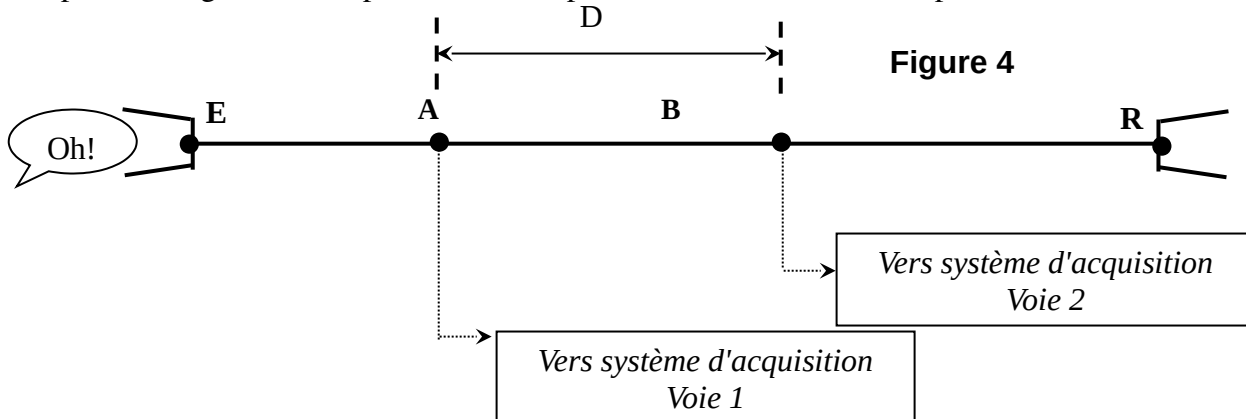 D
Figure 4
E
A
B
R
Oh!
Vers système d'acquisition
Voie 2
Vers système d'acquisition
Voie 1